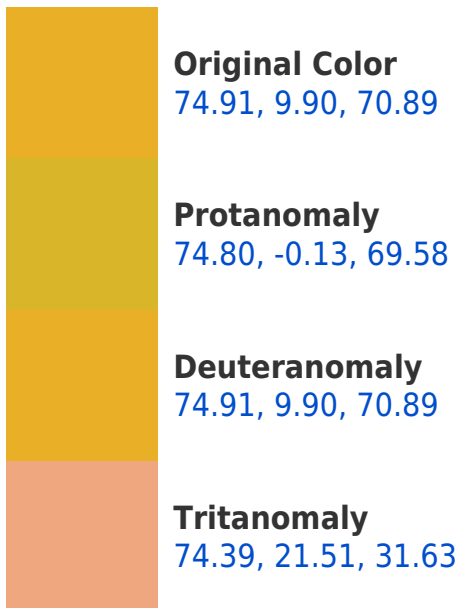 Original Color
74.91, 9.90, 70.89
Protanomaly
74.80, -0.13, 69.58
Deuteranomaly
74.91, 9.90, 70.89
Tritanomaly
74.39, 21.51, 31.63